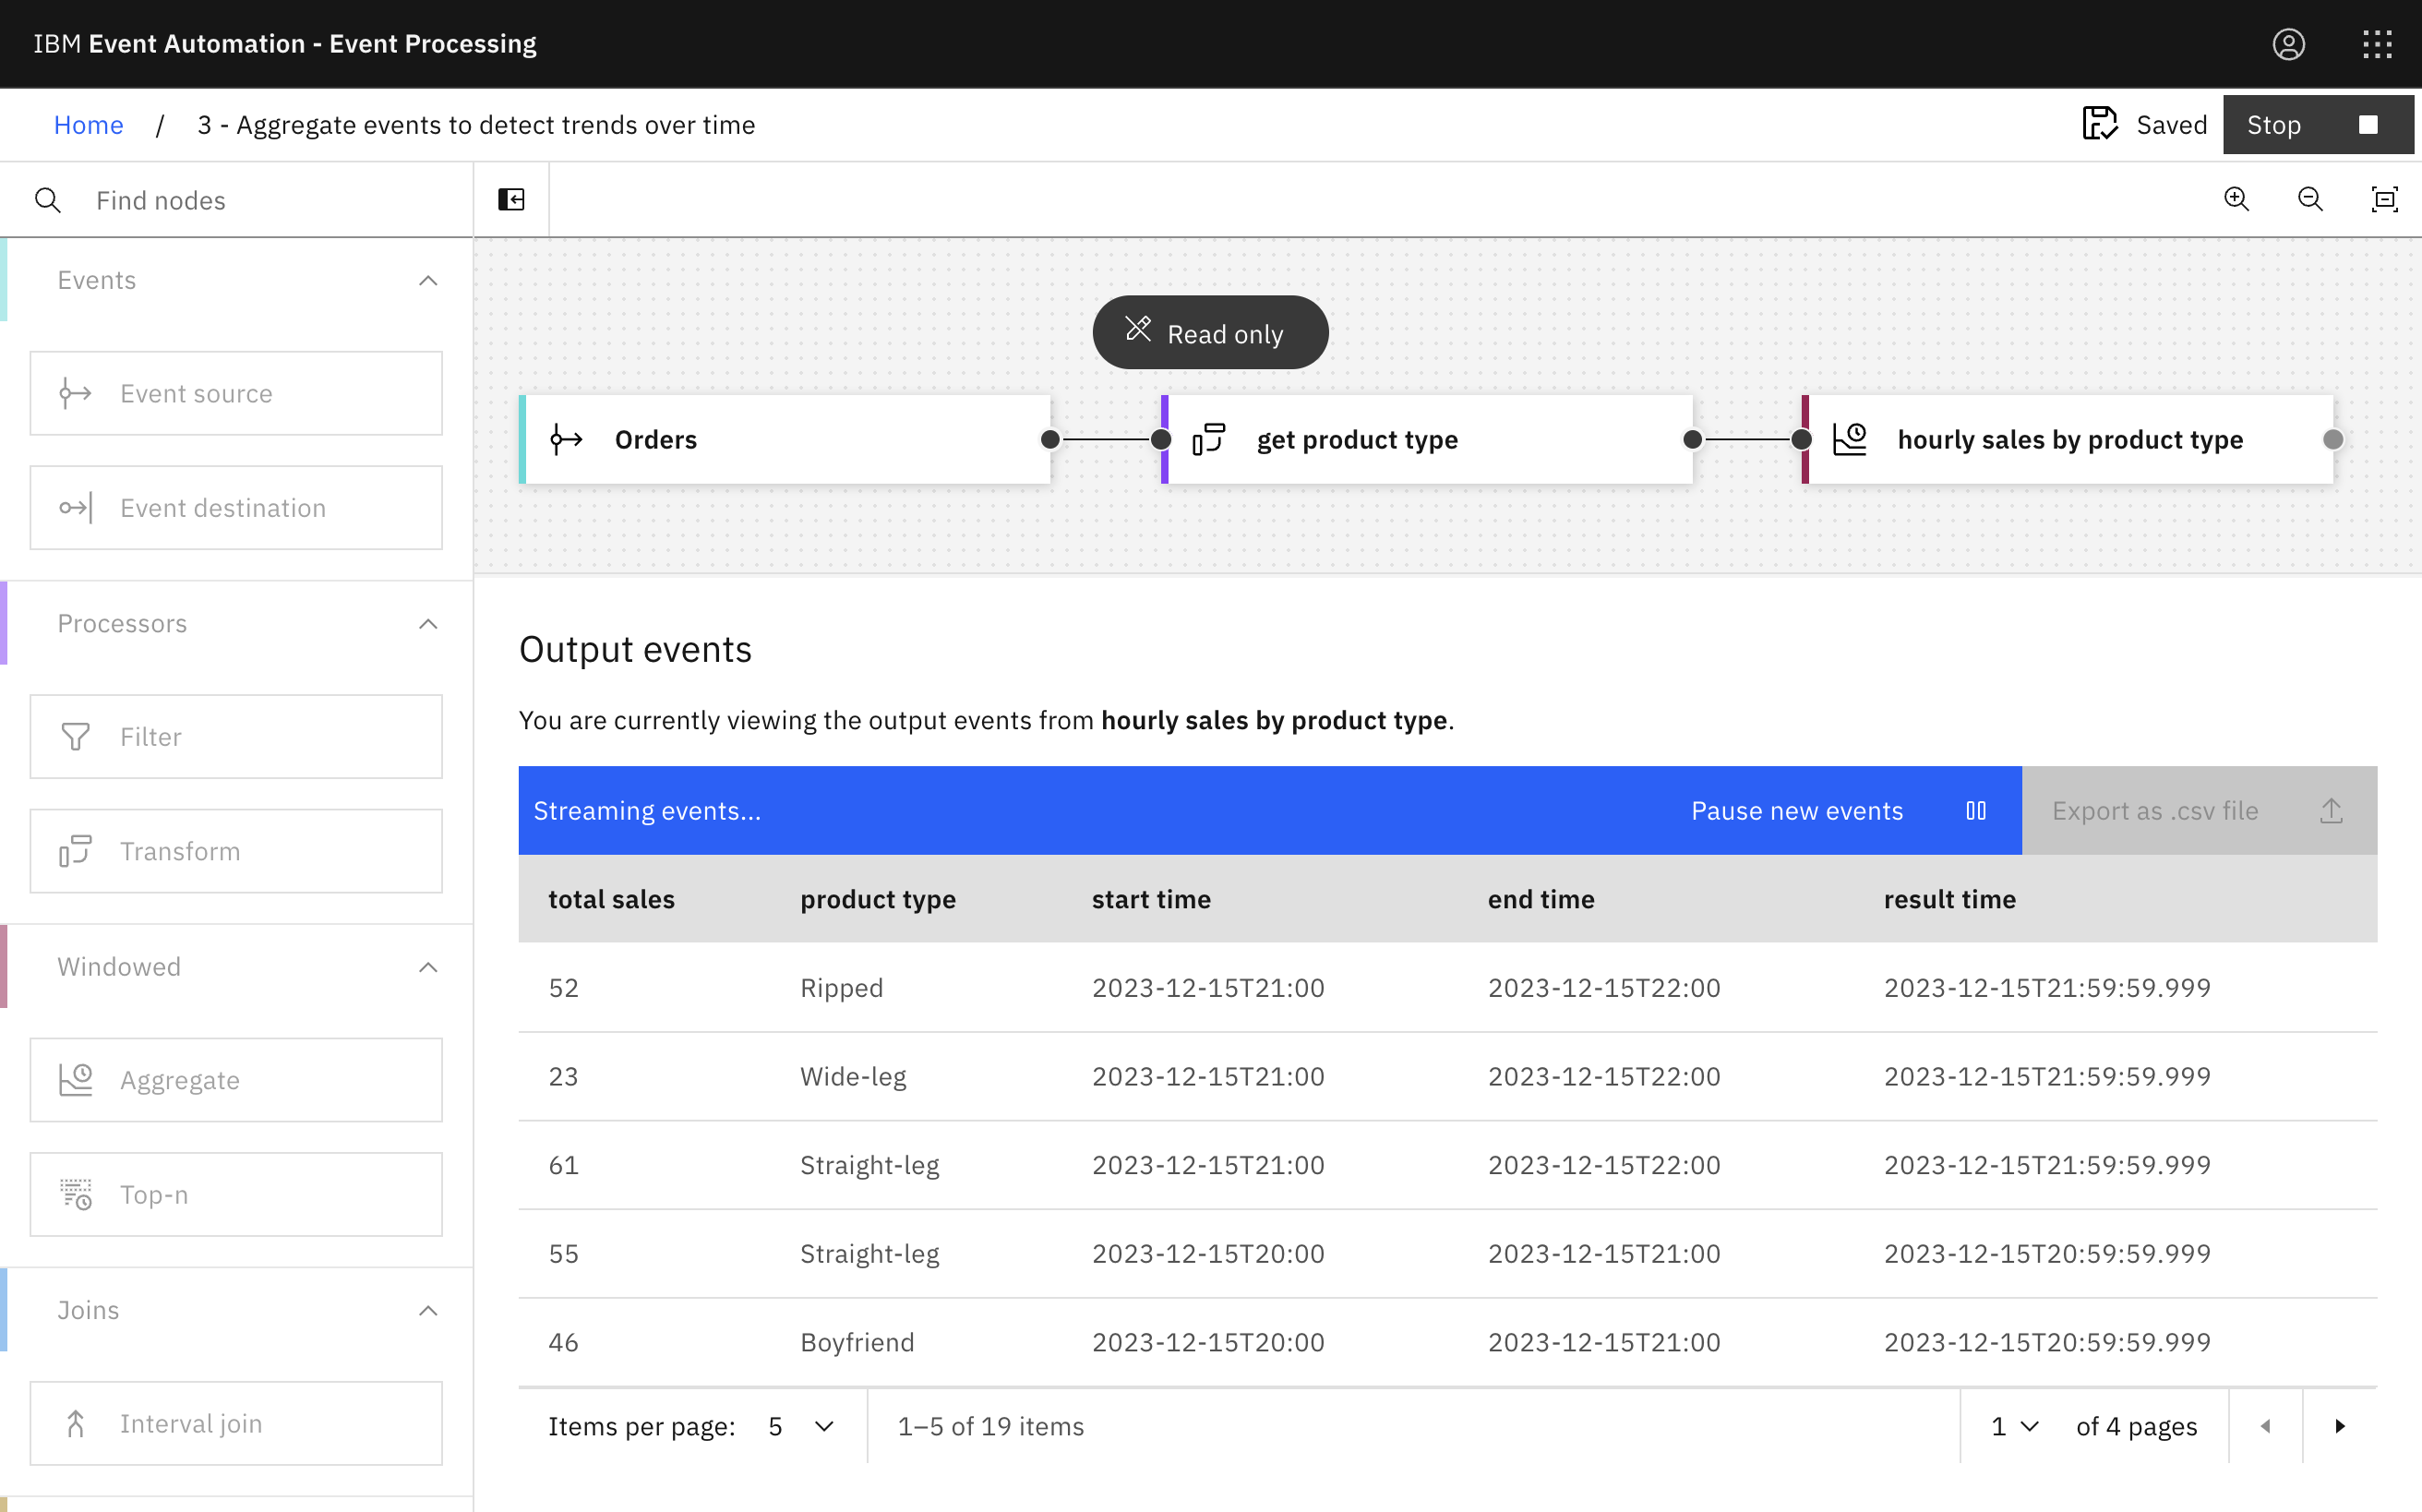 IBM Event Automation - Event Processing
Home / 3 - Aggregate events to detect trends over time
Saved
Stop
Find nodes
Events
Event source
Event destination
Processors
Filter
Transform
Windowed
Aggregate
Top-n
Joins
Interval join
Read only
Orders
get product type
hourly sales by product type
Output events
You are currently viewing the output events from hourly sales by product type.
Streaming events... Pause new events Export as .csv file
total sales product type start time end time result time
52 Ripped 2023-12-15T21:00 2023-12-15T22:00 2023-12-15T21:59:59.999
23 Wide-leg 2023-12-15T21:00 2023-12-15T22:00 2023-12-15T21:59:59.999
61 Straight-leg 2023-12-15T21:00 2023-12-15T22:00 2023-12-15T21:59:59.999
55 Straight-leg 2023-12-15T20:00 2023-12-15T21:00 2023-12-15T20:59:59.999
46 Boyfriend 2023-12-15T20:00 2023-12-15T21:00 2023-12-15T20:59:59.999
Items per page: 5 1–5 of 19 items 1 of 4 pages